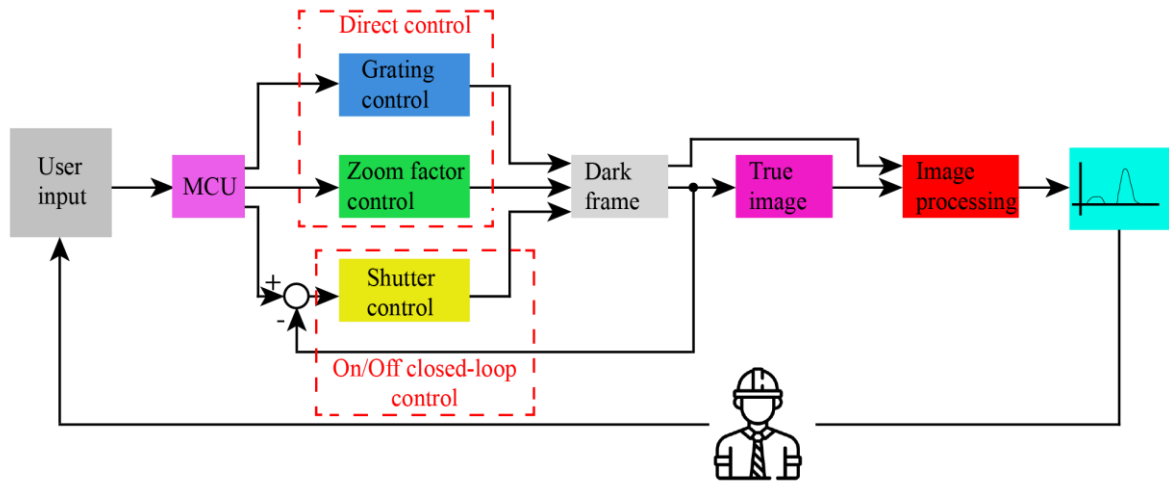 Direct control
Grating
control
User
input
MCU
Zoom factor
control
Dark
frame
True
image
Image
processing
+
-
Shutter
control
On/Off closed-loop
control